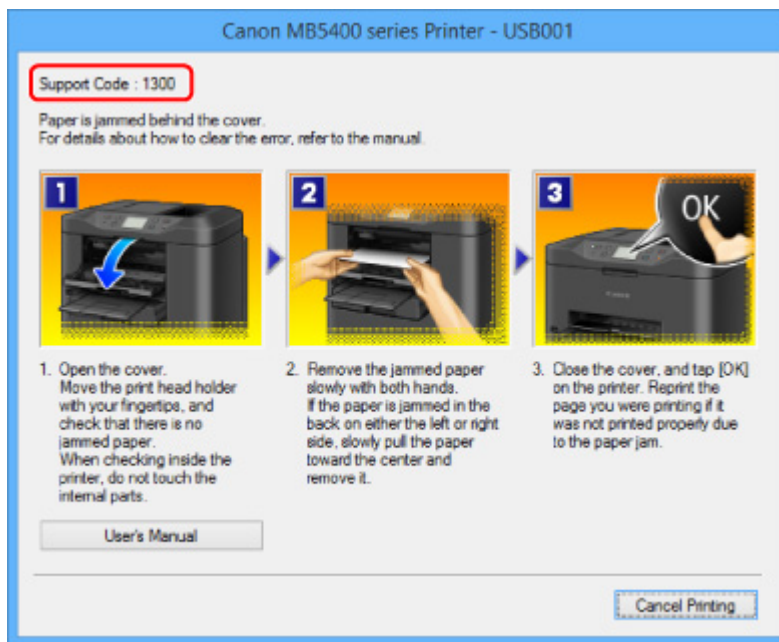 Canon MB5400 series Printer - USB001
Support Code : 1300
Paper is jammed behind the cover.
For details about how to clear the error, refer to the manual.
1
2
3
OK
1. Open the cover.
Move the print head holder
with your fingertips, and
check that there is no
jammed paper.
When checking inside the
printer, do not touch the
internal parts.
2. Remove the jammed paper
slowly with both hands.
If the paper is jammed in the
back on either the left or right
side, slowly pull the paper
toward the center and
remove it.
3. Close the cover, and tap [OK]
on the printer. Reprint the
page you were printing if it
was not printed properly due
to the paper jam.
User's Manual
Cancel Printing